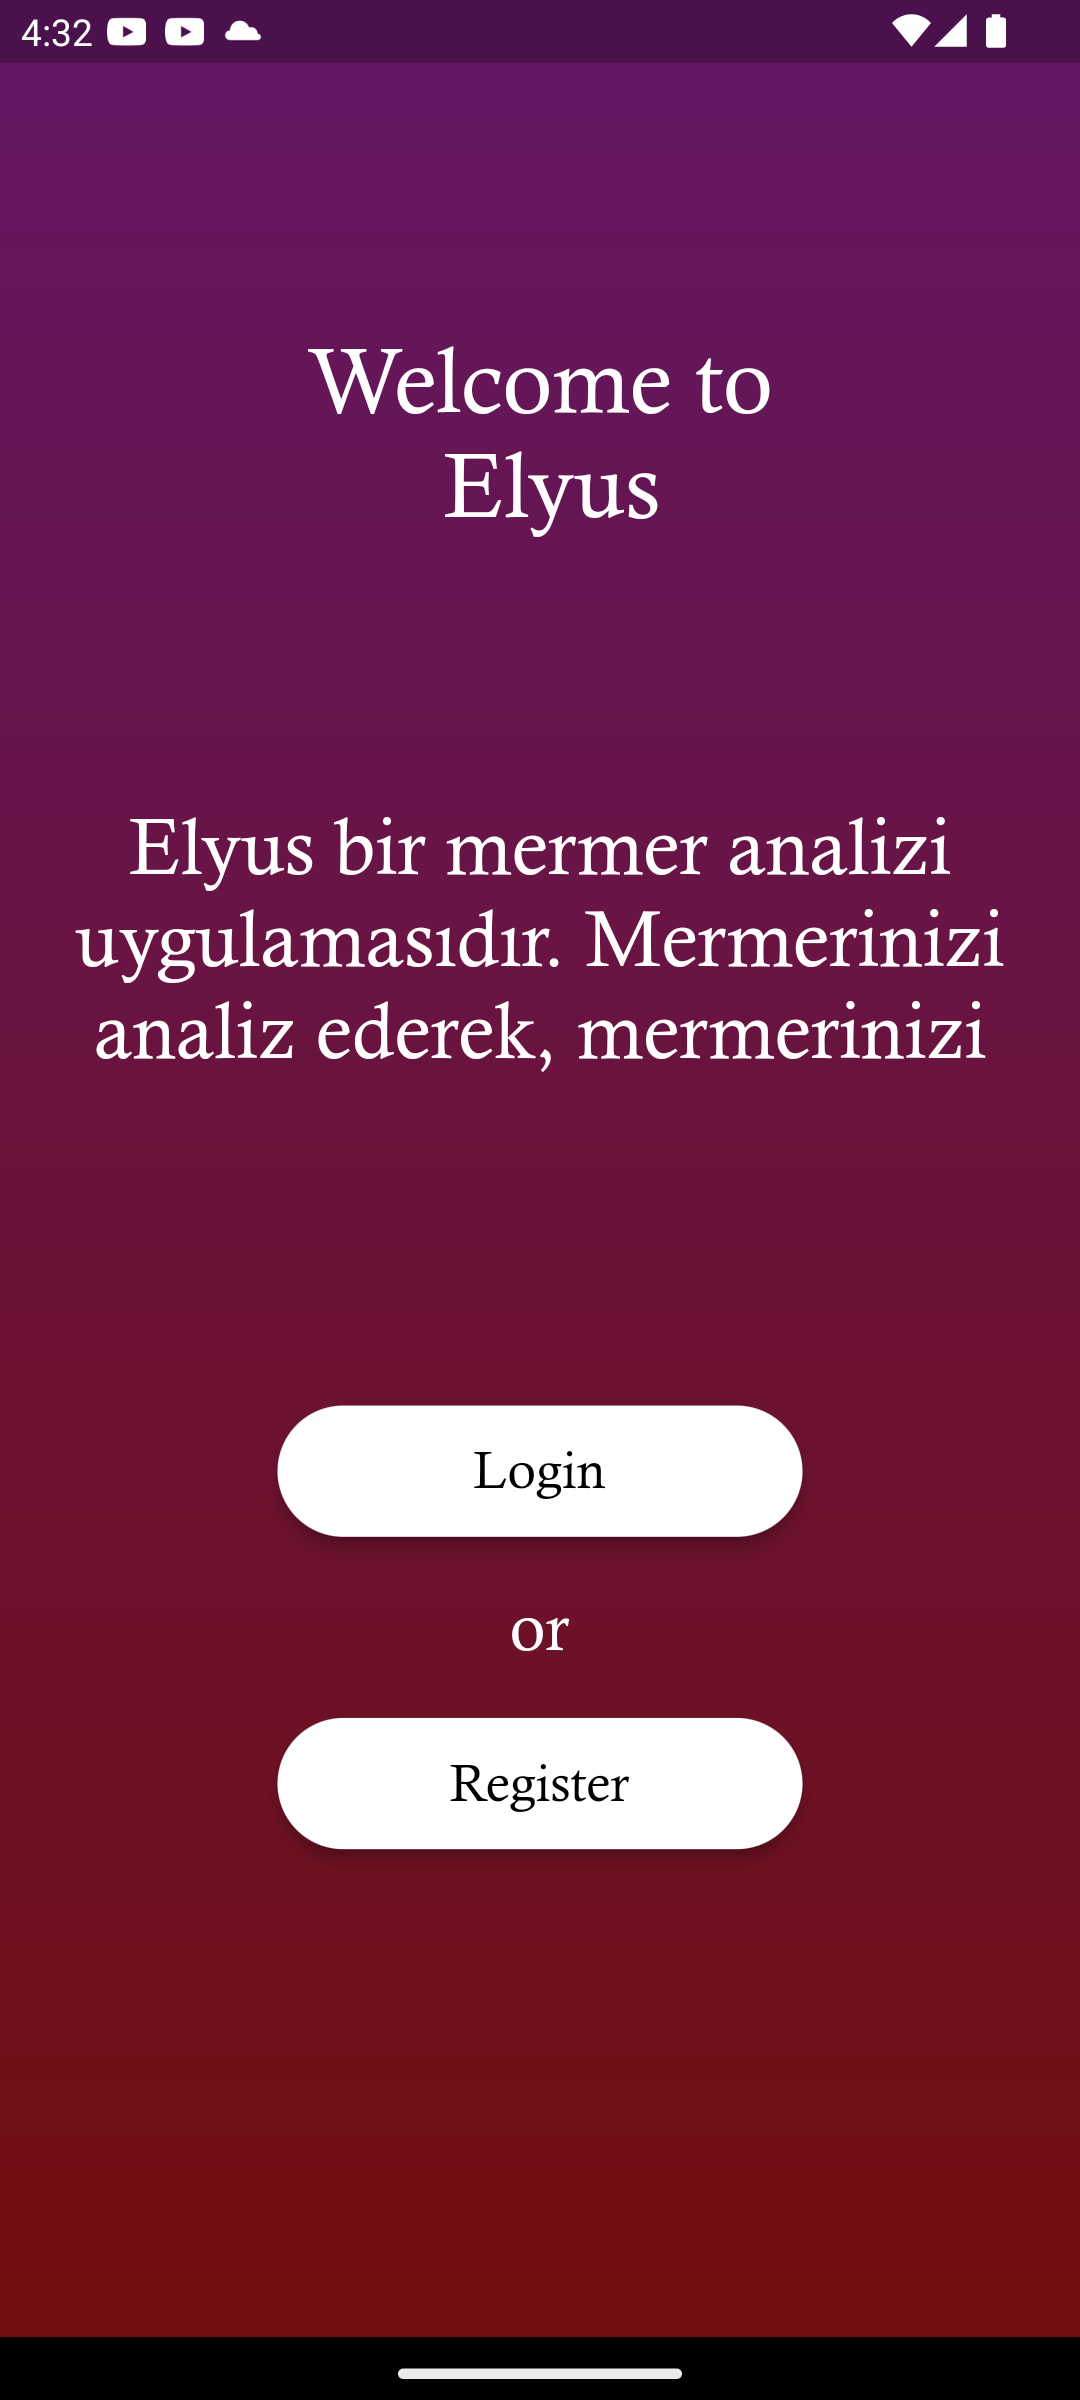 4:32
Welcome to
Elyus
Elyus bir mermer analizi
uygulamasıdır. Mermerinizi
analiz ederek, mermerinizi
Login
or
Register